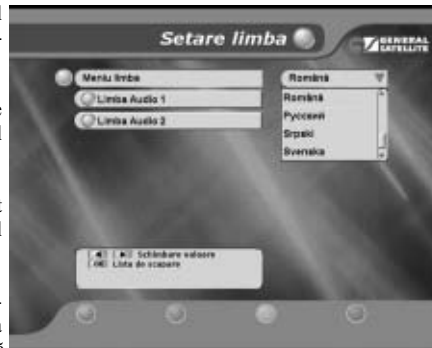 Setare limba
GENERAL
SATELLITE
Meniu limba
Română
Limba Audio 1
Limba Audio 2
Română
Русский
Srpski
Svenska
Schimbare valoare
OK Lista de scapare